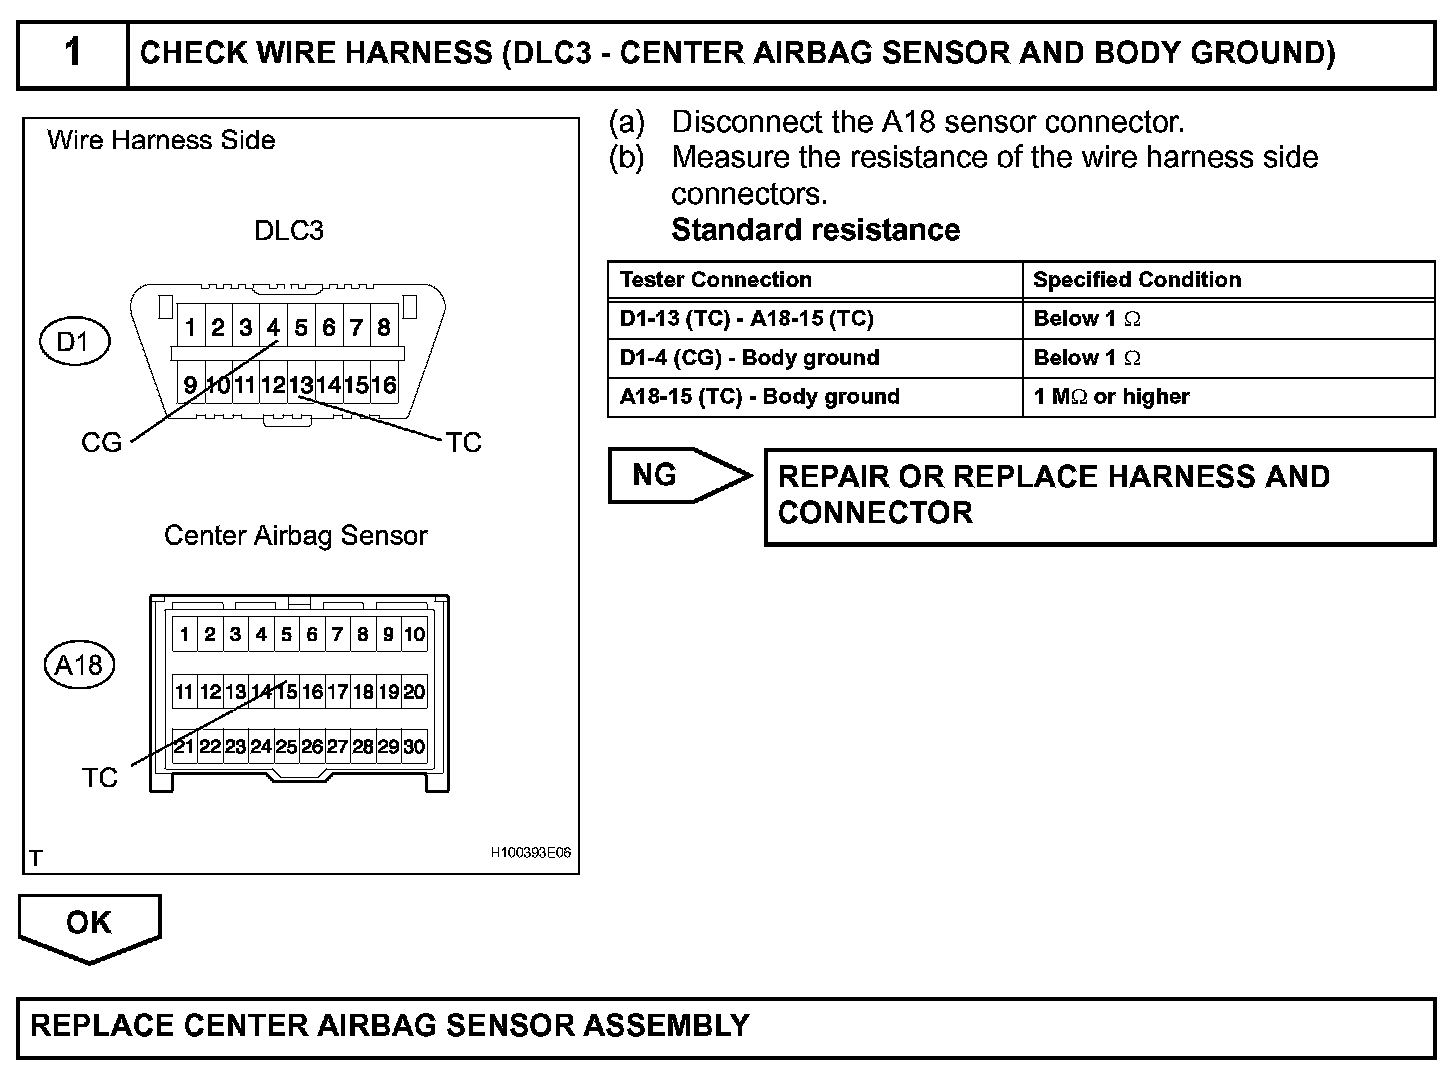 1
CHECK WIRE HARNESS (DLC3 - CENTER AIRBAG SENSOR AND BODY GROUND)
Wire Harness Side
DLC3
D1
1 2 3 4 5 6 7 8
9 10 11 12 13 14 15 16
CG
TC
Center Airbag Sensor
A18
1 2 3 4 5 6 7 8 9 10
11 12 13 14 15 16 17 18 19 20
21 22 23 24 25 26 27 28 29 30
TC
T
H100393E06
(a) Disconnect the A18 sensor connector.
(b) Measure the resistance of the wire harness side
connectors.
Standard resistance
Tester Connection Specified Condition
D1-13 (TC) - A18-15 (TC) Below 1 Ω
D1-4 (CG) - Body ground Below 1 Ω
A18-15 (TC) - Body ground 1 MΩ or higher
NG
REPAIR OR REPLACE HARNESS AND
CONNECTOR
OK
REPLACE CENTER AIRBAG SENSOR ASSEMBLY